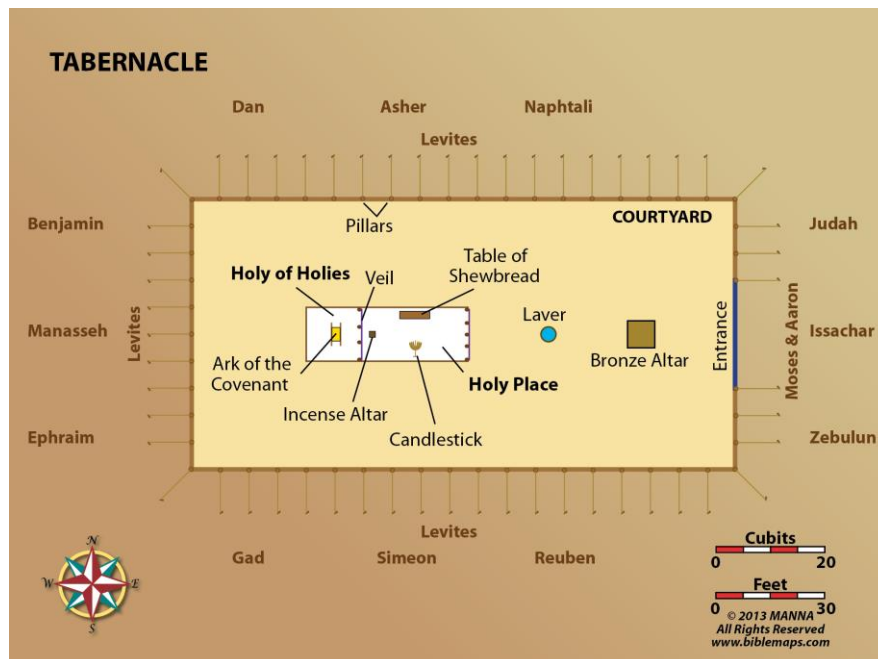 TABERNACLE
Dan
Asher
Naphtali
Levites
Benjamin
Manasseh
Ephraim
Levites
COURTYARD
Pillars
Holy of Holies
Veil
Table of
Shewbread
Laver
Bronze Altar
Entrance
Ark of the
Covenant
Incense Altar
Holy Place
Candlestick
Judah
Issachar
Zebulun
Moses & Aaron
Levites
Gad
Simeon
Reuben
N
W
E
S
Cubits
0 20
Feet
0 30
© 2013 MANNA
All Rights Reserved
www.biblemaps.com